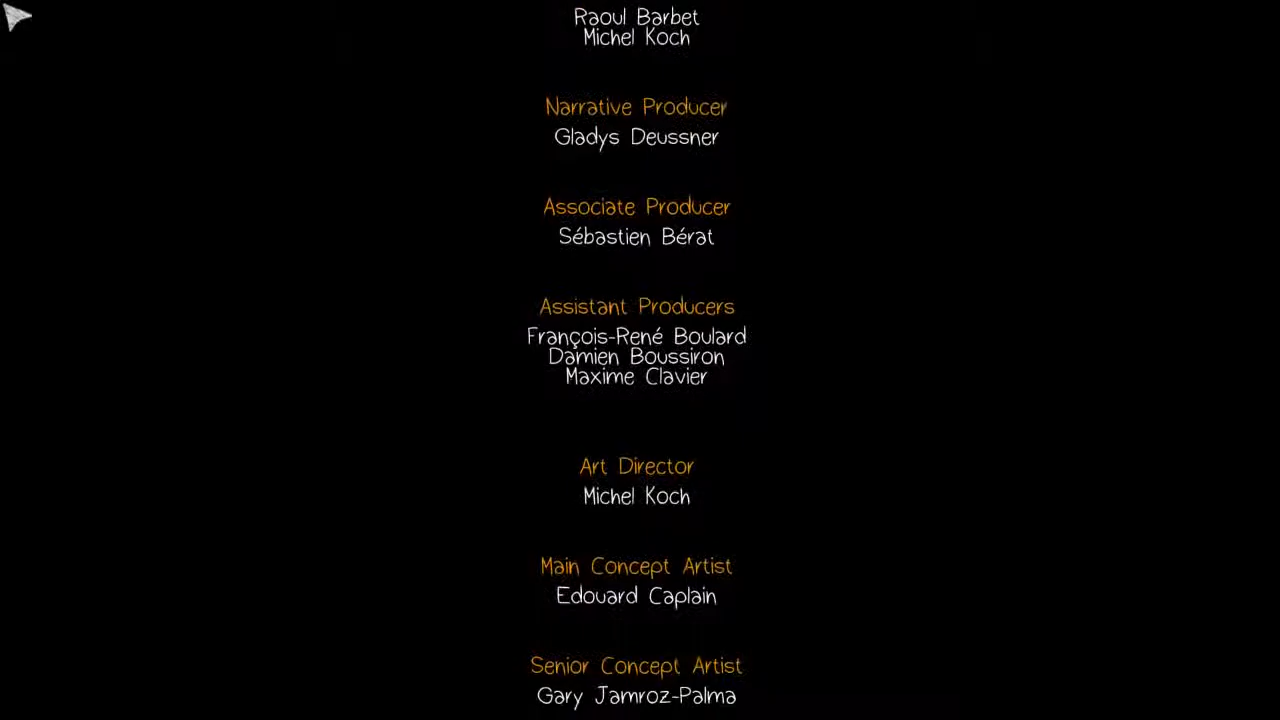 Raoul Barbet
Michel Koch
Narrative Producer
Gladys Deussner
Associate Producer
Sébastien Bérat
Assistant Producers
François-René Boulard
Damien Boussiron
Maxime Clavier
Art Director
Michel Koch
Main Concept Artist
Edouard Caplain
Senior Concept Artist
Gary Jamroz-Palma